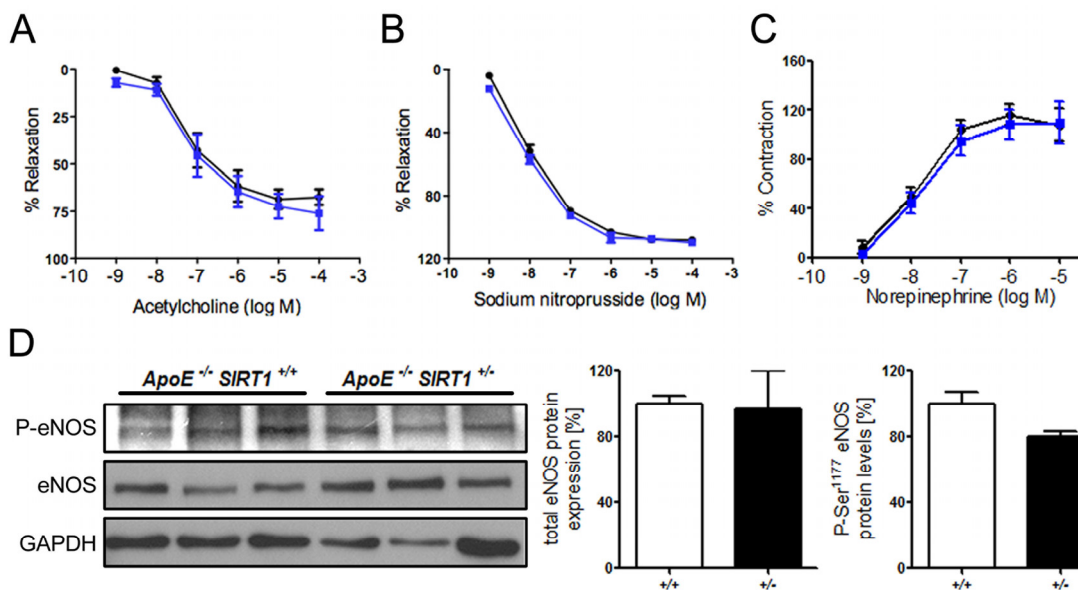 A
% Relaxation
0
25
50
75
100
-10 -9 -8 -7 -6 -5 -4 -3
Acetylcholine (log M)
B
% Relaxation
0
40
80
120
-10 -9 -8 -7 -6 -5 -4 -3
Sodium nitroprusside (log M)
C
% Contraction
160
120
80
40
0
-10 -9 -8 -7 -6 -5
Norepinephrine (log M)
D
ApoE -/- SIRT1 +/+
ApoE -/- SIRT1 +/-
P-eNOS
eNOS
GAPDH
total eNOS protein
expression [%]
120
80
40
0
+/+ +/-
P-Ser1177 eNOS
protein levels [%]
120
80
40
0
+/+ +/-